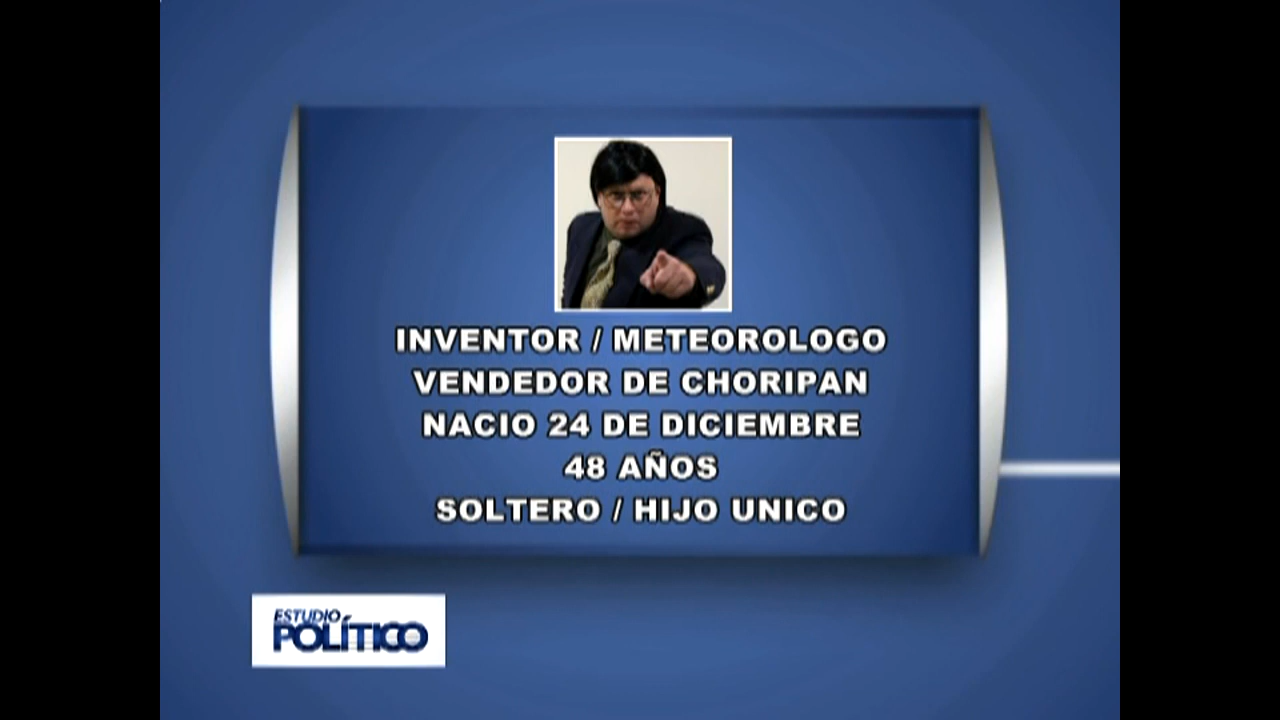 INVENTOR / METEOROLOGO
VENDEDOR DE CHORIPAN
NACIO 24 DE DICIEMBRE
48 AÑOS
SOLTERO / HIJO UNICO
ESTUDIO
POLÍTICO